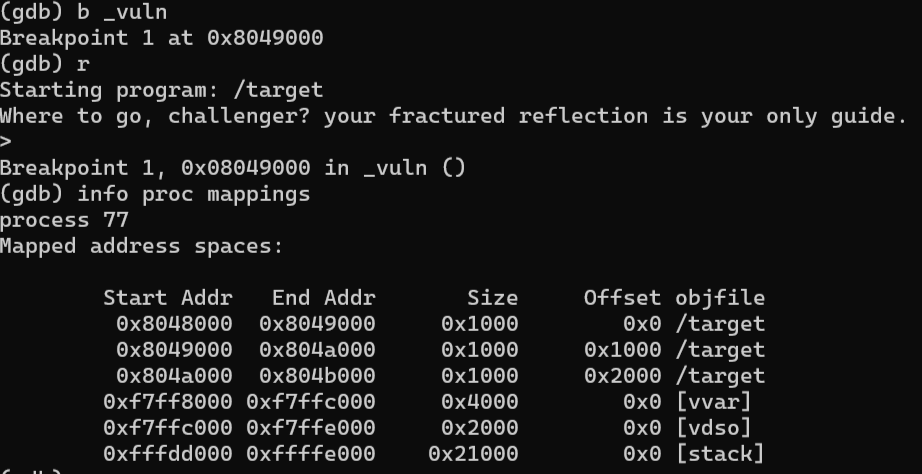 (gdb) b _vuln
Breakpoint 1 at 0x8049000
(gdb) r
Starting program: /target
Where to go, challenger? your fractured reflection is your only guide.
>
Breakpoint 1, 0x08049000 in _vuln ()
(gdb) info proc mappings
process 77
Mapped address spaces:
Start Addr End Addr Size Offset objfile
0x8048000 0x8049000 0x1000 0x0 /target
0x8049000 0x804a000 0x1000 0x1000 /target
0x804a000 0x804b000 0x1000 0x2000 /target
0xf7ff8000 0xf7ffc000 0x4000 0x0 [vvar]
0xf7ffc000 0xf7ffe000 0x2000 0x0 [vdso]
0xfffdd000 0xffffe000 0x21000 0x0 [stack]